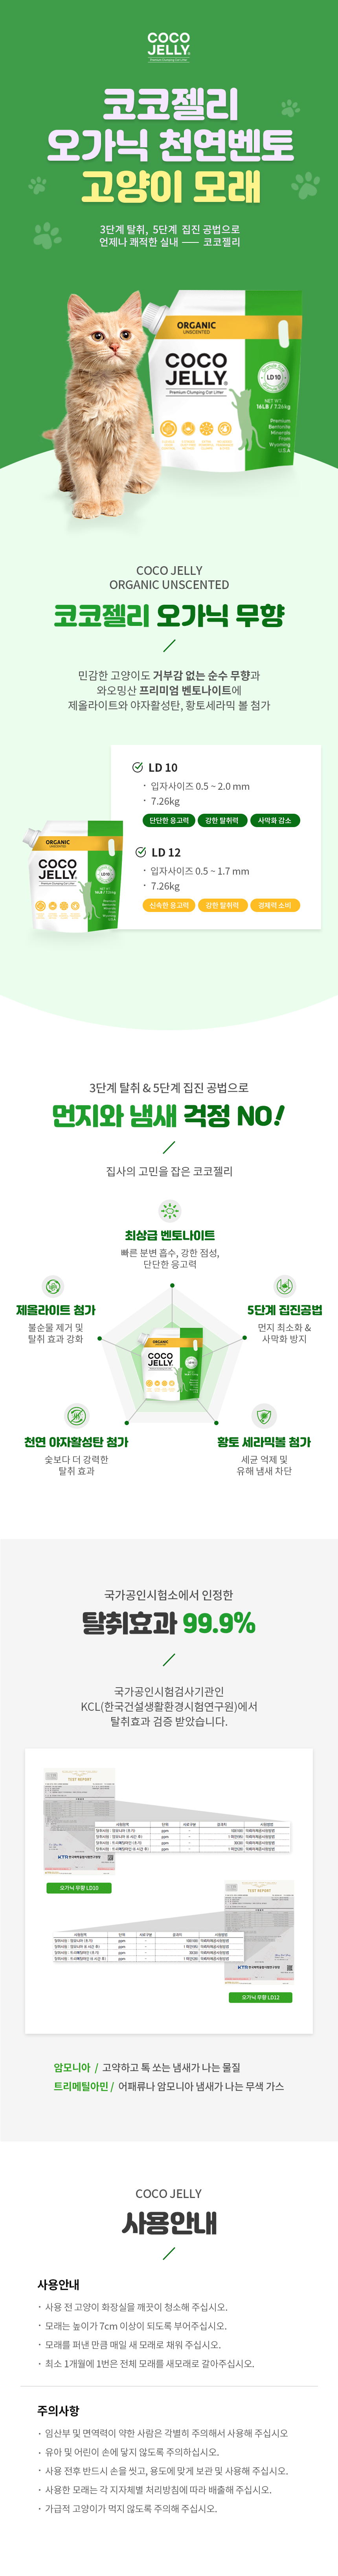 COCO
JELLY
Premium Clumping Cat Litter
코코젤리
오가닉 천연벤토
고양이 모래
3단계 탈취, 5단계 집진 공법으로
언제나 쾌적한 실내 — 코코젤리
ORGANIC
UNSCENTED
COCO
JELLY
Premium Clumping Cat Litter
LD 10
NET WT.
16LB / 7.26kg
Premium
Bentonite
Minerals
From
Wyoming
U.S.A
COCO JELLY
ORGANIC UNSCENTED
코코젤리 오가닉 무향
민감한 고양이도 거부감 없는 순수 무향과
와오밍산 프리미엄 벤토나이트에
제올라이트와 야자활성탄, 황토세라믹 볼 첨가
LD 10
· 입자사이즈 0.5 ~ 2.0 mm
· 7.26kg
단단한 응고력 강한 탈취력 사막화 감소
LD 12
· 입자사이즈 0.5 ~ 1.7 mm
· 7.26kg
신속한 응고력 강한 탈취력 경제력 소비
ORGANIC
UNSCENTED
COCO
JELLY
LD 10
3단계 탈취 & 5단계 집진 공법으로
먼지와 냄새 걱정 NO!
집사의 고민을 잡은 코코젤리
최상급 벤토나이트
빠른 분변 흡수, 강한 점성,
단단한 응고력
제올라이트 첨가
불순물 제거 및
탈취 효과 강화
5단계 집진공법
먼지 최소화 &
사막화 방지
ORGANIC
COCO
JELLY
천연 야자활성탄 첨가
숯보다 더 강력한
탈취 효과
황토 세라믹볼 첨가
세균 억제 및
유해 냄새 차단
국가공인시험소에서 인정한
탈취효과 99.9%
국가공인시험검사기관인
KCL(한국건설생활환경시험연구원)에서
탈취효과 검증 받았습니다.
TEST REPORT
KTR
오가닉 무향 LD10
TEST REPORT
KTR
오가닉 무향 LD12
암모니아 / 고약하고 톡 쏘는 냄새가 나는 물질
트리메틸아민 / 어패류나 암모니아 냄새가 나는 무색 가스
COCO JELLY
사용안내
사용안내
· 사용 전 고양이 화장실을 깨끗이 청소해 주십시오.
· 모래는 높이가 7cm 이상이 되도록 부어주십시오.
· 모래를 퍼낸 만큼 매일 새 모래로 채워 주십시오.
· 최소 1개월에 1번은 전체 모래를 새모래로 갈아주십시오.
주의사항
· 임산부 및 면역력이 약한 사람은 각별히 주의해서 사용해 주십시오
· 유아 및 어린이 손에 닿지 않도록 주의하십시오.
· 사용 전후 반드시 손을 씻고, 용도에 맞게 보관 및 사용해 주십시오.
· 사용한 모래는 각 지자체별 처리방침에 따라 배출해 주십시오.
· 가급적 고양이가 먹지 않도록 주의해 주십시오.